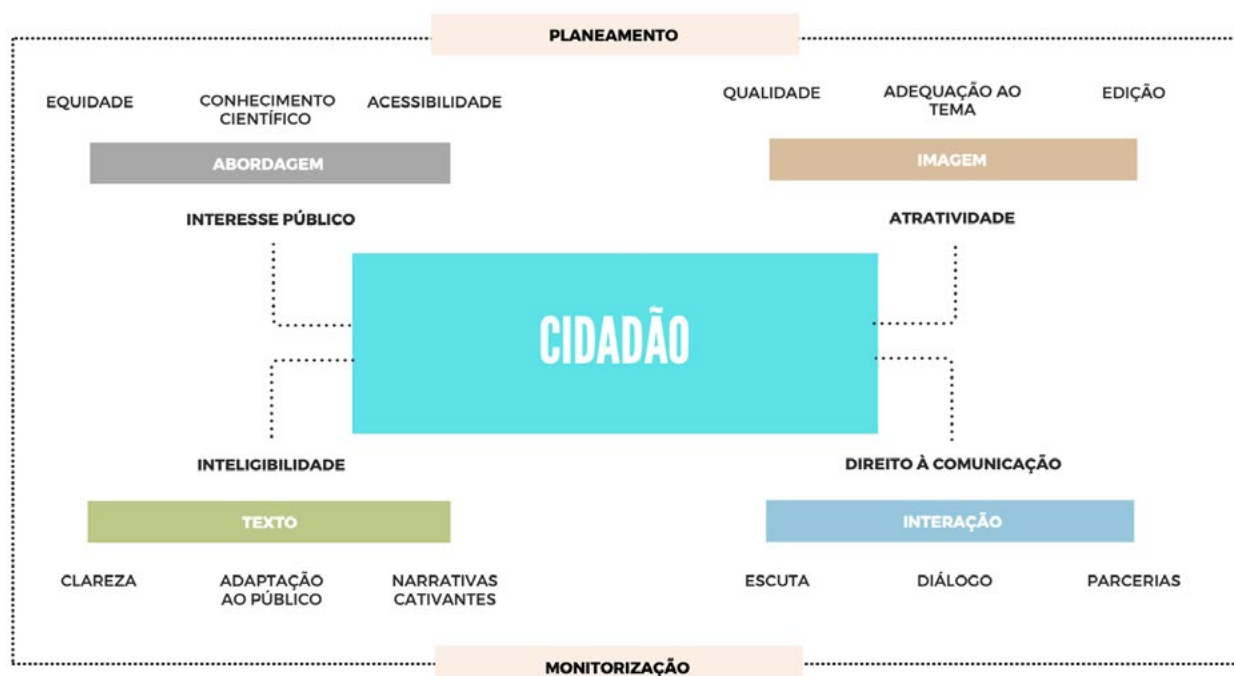 PLANEAMENTO
EQUIDADE
CONHECIMENTO
CIENTÍFICO
ACESSIBILIDADE
ABORDAGEM
INTERESSE PÚBLICO
QUALIDADE
ADEQUAÇÃO AO
TEMA
EDIÇÃO
IMAGEM
ATRATIVIDADE
CIDADÃO
INTELIGIBILIDADE
TEXTO
CLAREZA
ADAPTAÇÃO
AO PÚBLICO
NARRATIVAS
CATIVANTES
DIREITO À COMUNICAÇÃO
INTERAÇÃO
ESCUTA
DIÁLOGO
PARCERIAS
MONITORIZAÇÃO